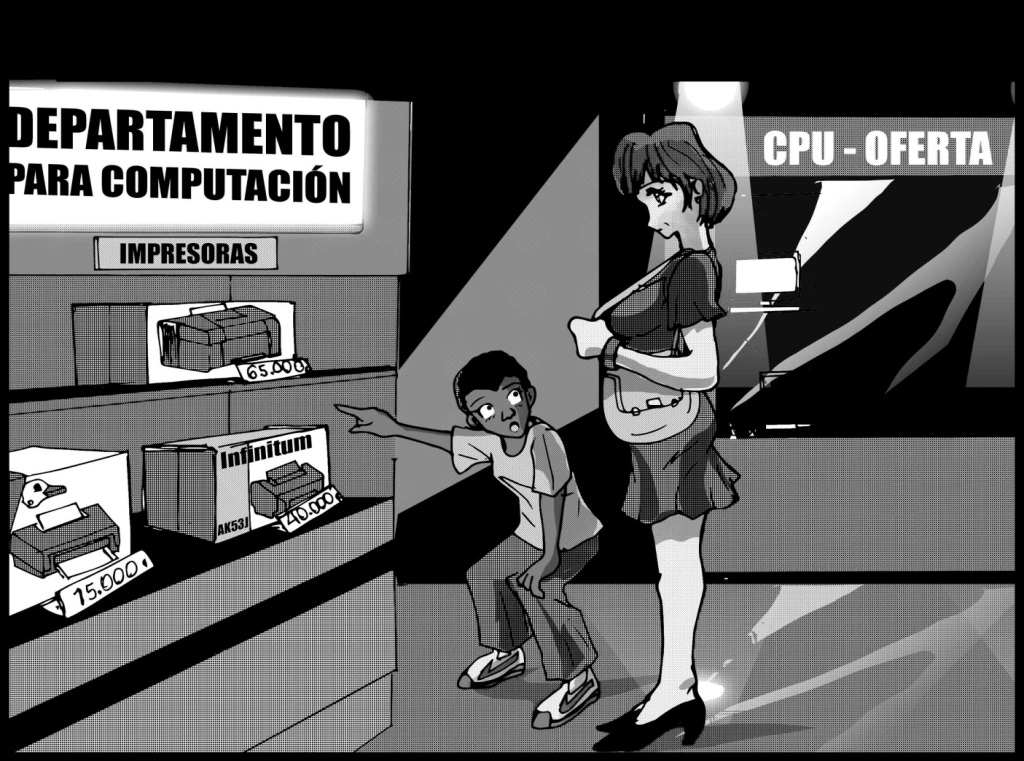 DEPARTAMENTO
PARA COMPUTACIÓN
IMPRESORAS
CPU - OFERTA
65.000
Infinitum
AK53J
40.000
15.000